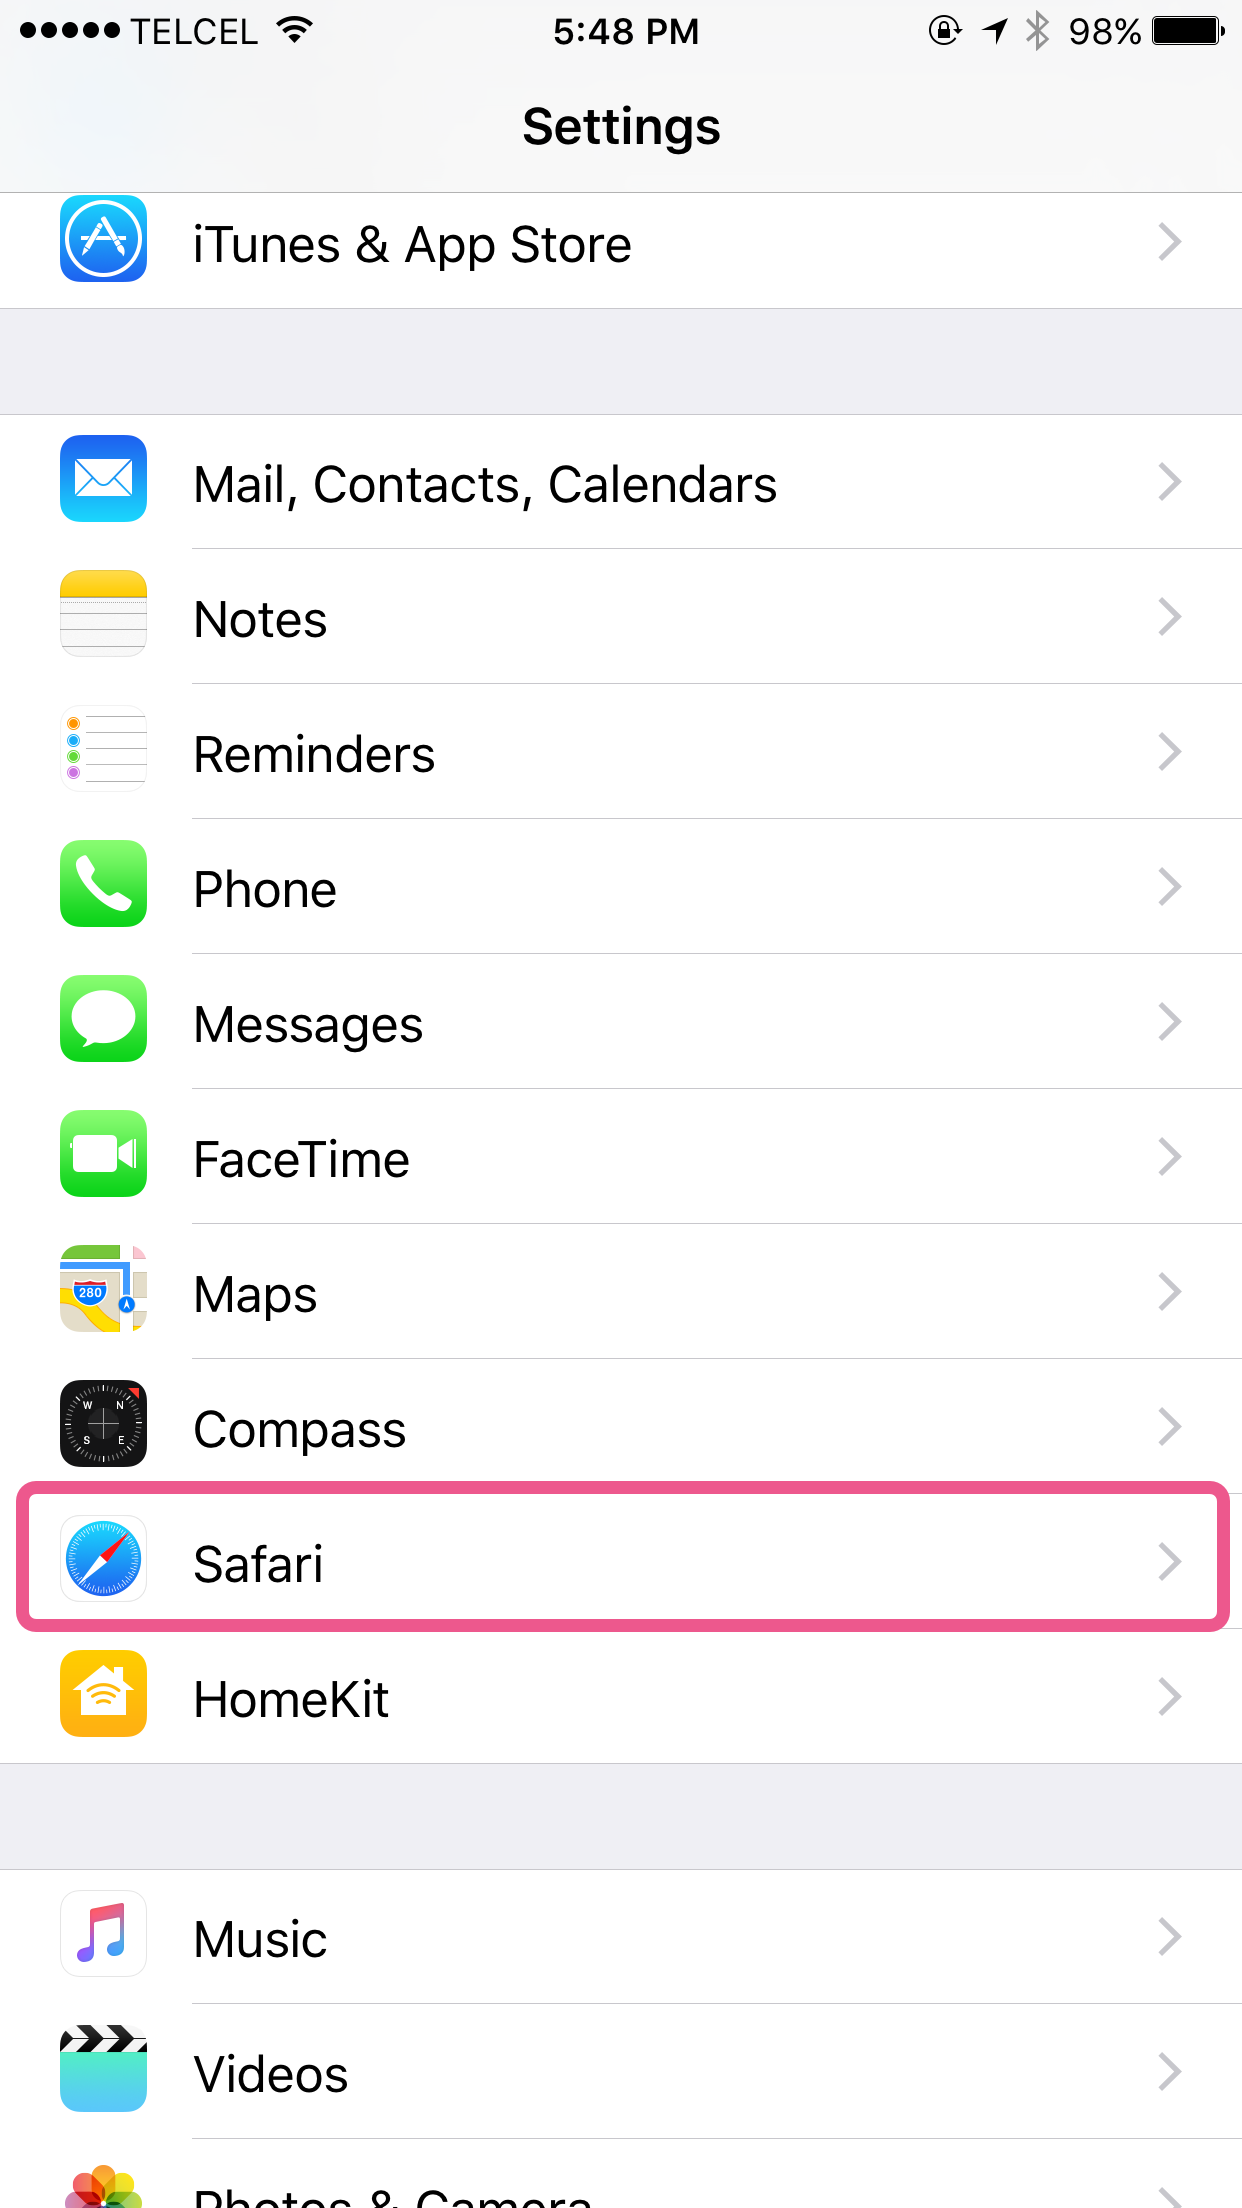 TELCEL 5:48 PM 98%
Settings
iTunes & App Store
Mail, Contacts, Calendars
Notes
Reminders
Phone
Messages
FaceTime
280
Maps
W N
S E
Compass
Safari
HomeKit
Music
Videos
Photos & Camera